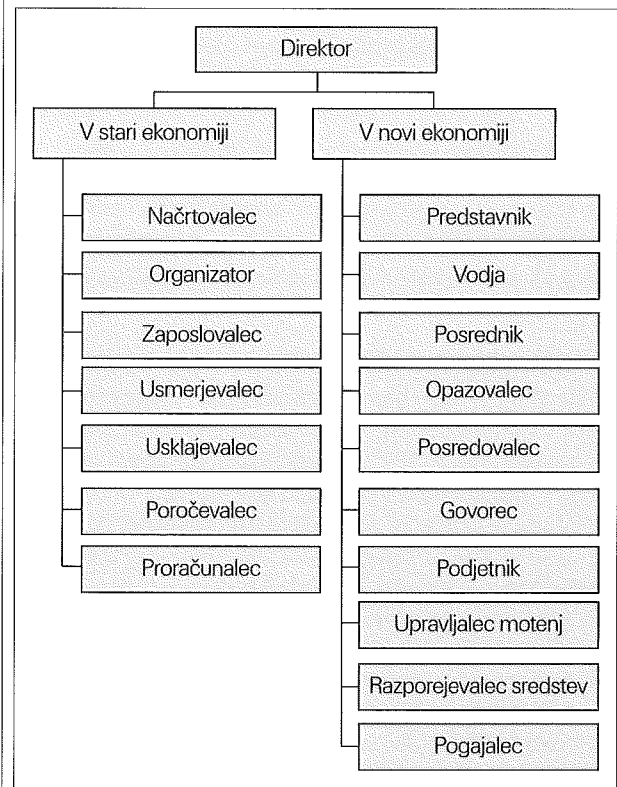 Direktor
V stari ekonomiji
Načrtovalec
Organizator
Zaposlovalec
Usmerjevalec
Usklajevalec
Poročevalec
Proračunalec
V novi ekonomiji
Predstavnik
Vodja
Posrednik
Opazovalec
Posredovalec
Govorec
Podjetnik
Upravljalec motenj
Razporejevalec sredstev
Pogajalec